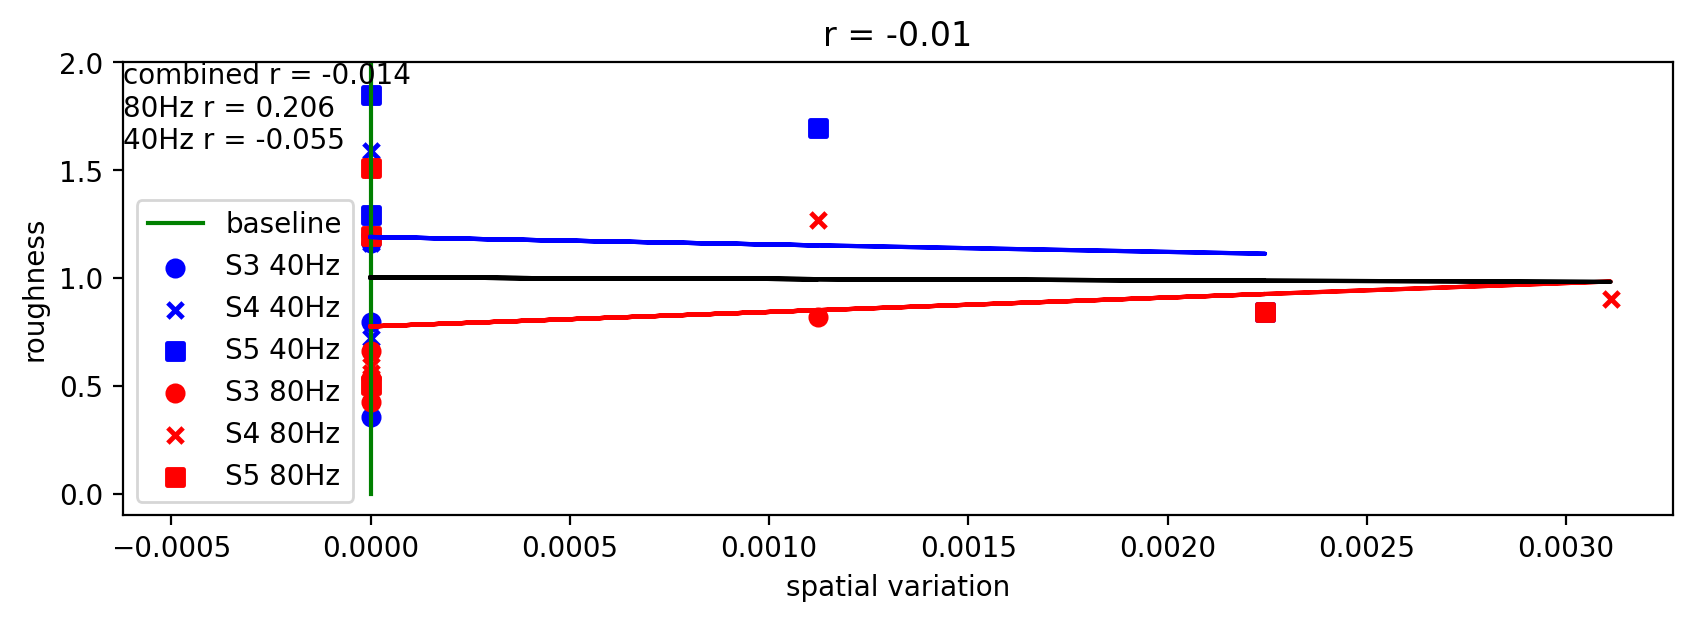 r = -0.01
combined r = -0.014
80Hz r = 0.206
40Hz r = -0.055
baseline
S3 40Hz
S4 40Hz
S5 40Hz
S3 80Hz
S4 80Hz
S5 80Hz
roughness
2.0
1.5
1.0
0.5
0.0
−0.0005 0.0000 0.0005 0.0010 0.0015 0.0020 0.0025 0.0030
spatial variation